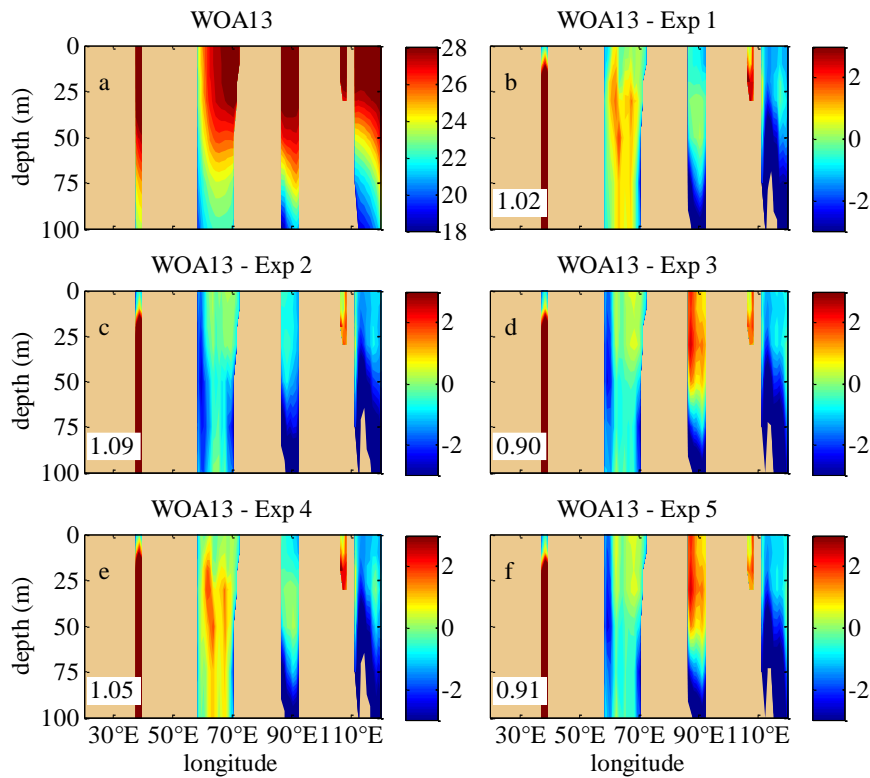 WOA13
WOA13 - Exp 1
0
25
50
75
100
depth (m)
a
28
26
24
22
20
18
b
1.02
2
0
-2
WOA13 - Exp 2
WOA13 - Exp 3
0
25
50
75
100
depth (m)
c
1.09
2
0
-2
d
0.90
2
0
-2
WOA13 - Exp 4
WOA13 - Exp 5
0
25
50
75
100
depth (m)
e
1.05
2
0
-2
f
0.91
2
0
-2
30°E 50°E 70°E 90°E 110°E
longitude
30°E 50°E 70°E 90°E 110°E
longitude